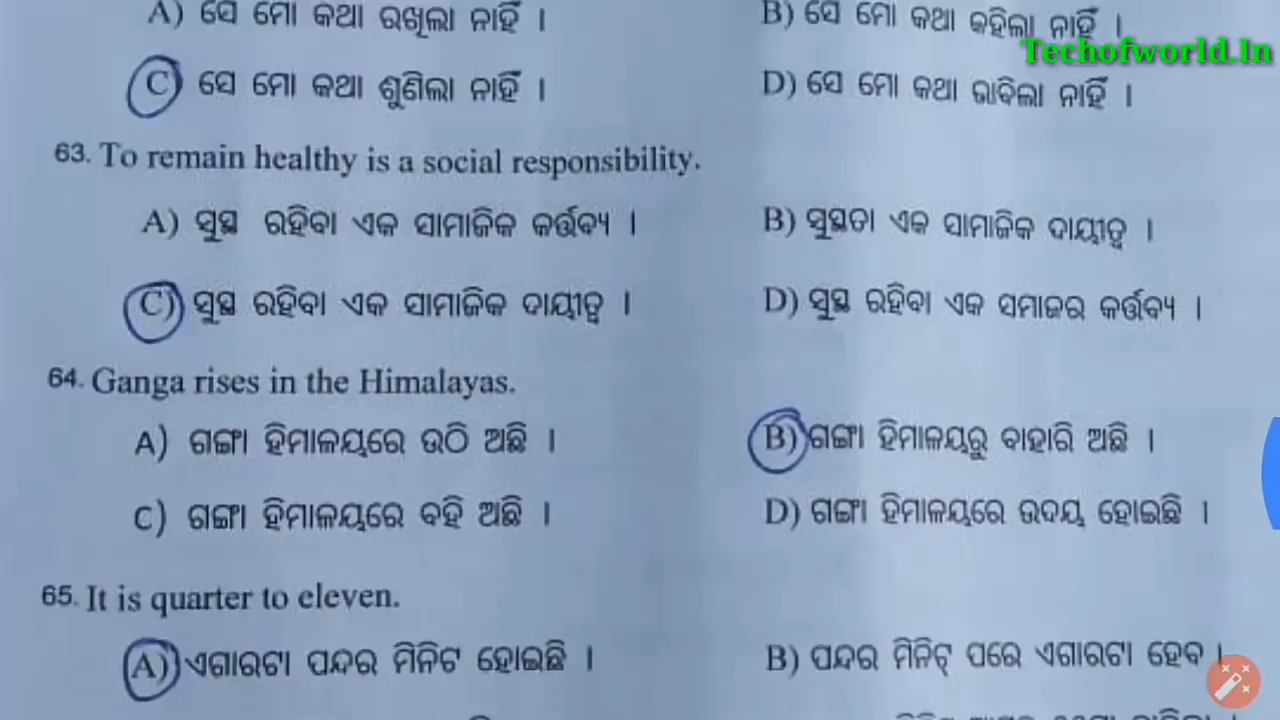 A) ସେ ମୋ କଥା ରଖିଲା ନାହିଁ । B) ସେ ମୋ କଥା କହିଲା ନାହିଁ ।
Techofworld.In
C) ସେ ମୋ କଥା ଶୁଣିଲା ନାହିଁ । D) ସେ ମୋ କଥା ଭାବିଲା ନାହିଁ ।
63. To remain healthy is a social responsibility.
A) ସୁସ୍ଥ ରହିବା ଏକ ସାମାଜିକ କର୍ତ୍ତବ୍ୟ । B) ସୁସ୍ଥତା ଏକ ସାମାଜିକ ଦାୟୀତ୍ୱ ।
C) ସୁସ୍ଥ ରହିବା ଏକ ସାମାଜିକ ଦାୟୀତ୍ୱ । D) ସୁସ୍ଥ ରହିବା ଏକ ସମାଜର କର୍ତ୍ତବ୍ୟ ।
64. Ganga rises in the Himalayas.
A) ଗଙ୍ଗା ହିମାଳୟରେ ଉଠି ଅଛି । B) ଗଙ୍ଗା ହିମାଳୟରୁ ବାହାରି ଅଛି ।
C) ଗଙ୍ଗା ହିମାଳୟରେ ବହି ଅଛି । D) ଗଙ୍ଗା ହିମାଳୟରେ ଉଦୟ ହୋଇଛି ।
65. It is quarter to eleven.
A) ଏଗାରଟା ପନ୍ଦର ମିନିଟ ହୋଇଛି । B) ପନ୍ଦର ମିନିଟ୍ ପରେ ଏଗାରଟା ହେବ ।